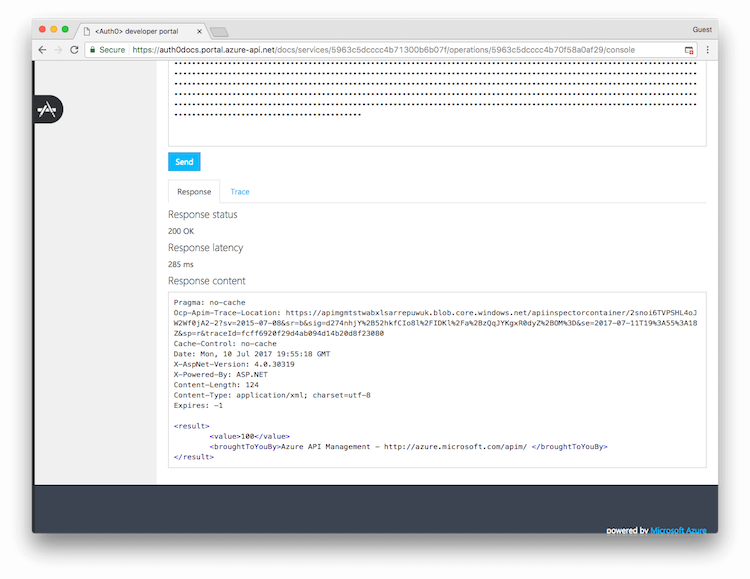 <Auth0> developer portal
Guest
Secure https://auth0docs.portal.azure-api.net/docs/services/5963c5dcccc4b71300b6b07f/operations/5963c5dcccc4b70f58a0af29/console
Send
Response Trace
Response status
200 OK
Response latency
285 ms
Response content
Pragma: no-cache
Ocp-Apim-Trace-Location: https://apimgmtstwabxlsarrepuwuk.blob.core.windows.net/apiinspectorcontainer/2snoi6TVPSHL4oJ
W2Wf0jA2-2?sv=2015-07-08&sr=b&sig=d274nhjY%2B52hkfCIo8l%2FIDKl%2Fa%2BzQqJYKgxR0dyZ%2BOM%3D&se=2017-07-11T19%3A55%3A18
Z&sp=r&traceId=fcff6920f29d4ab094d14b20d8f23080
Cache-Control: no-cache
Date: Mon, 10 Jul 2017 19:55:18 GMT
X-AspNet-Version: 4.0.30319
X-Powered-By: ASP.NET
Content-Length: 124
Content-Type: application/xml; charset=utf-8
Expires: -1
<result>
<value>100</value>
<broughtToYouBy>Azure API Management - http://azure.microsoft.com/apim/ </broughtToYouBy>
</result>
powered by Microsoft Azure